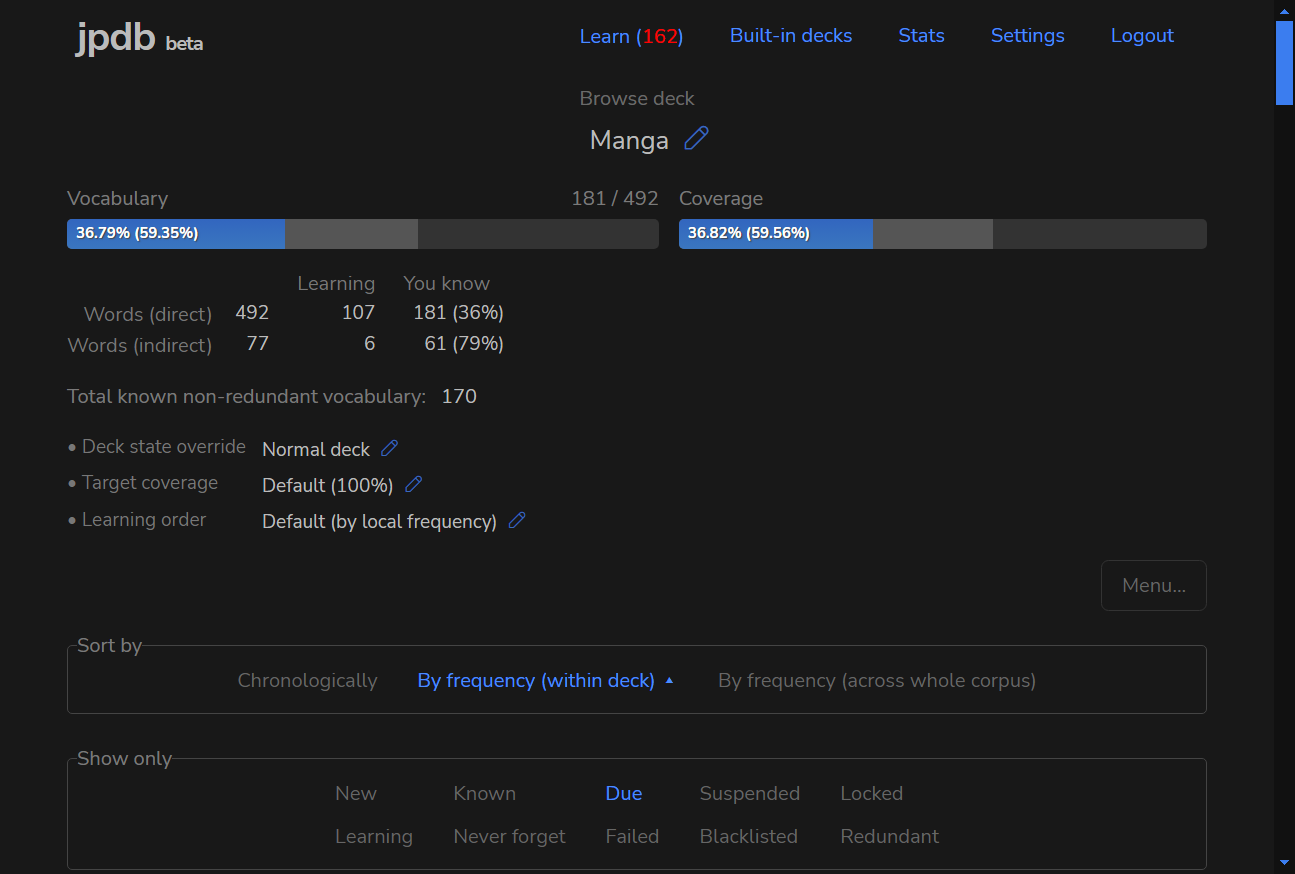 jpdb beta
Learn (162) Built-in decks Stats Settings Logout
Browse deck
Manga
Vocabulary 181 / 492 Coverage
36.79% (59.35%) 36.82% (59.56%)
Learning You know
Words (direct) 492 107 181 (36%)
Words (indirect) 77 6 61 (79%)
Total known non-redundant vocabulary: 170
• Deck state override Normal deck
• Target coverage Default (100%)
• Learning order Default (by local frequency)
Menu...
Sort by
Chronologically By frequency (within deck) ▲ By frequency (across whole corpus)
Show only
New Known Due Suspended Locked
Learning Never forget Failed Blacklisted Redundant